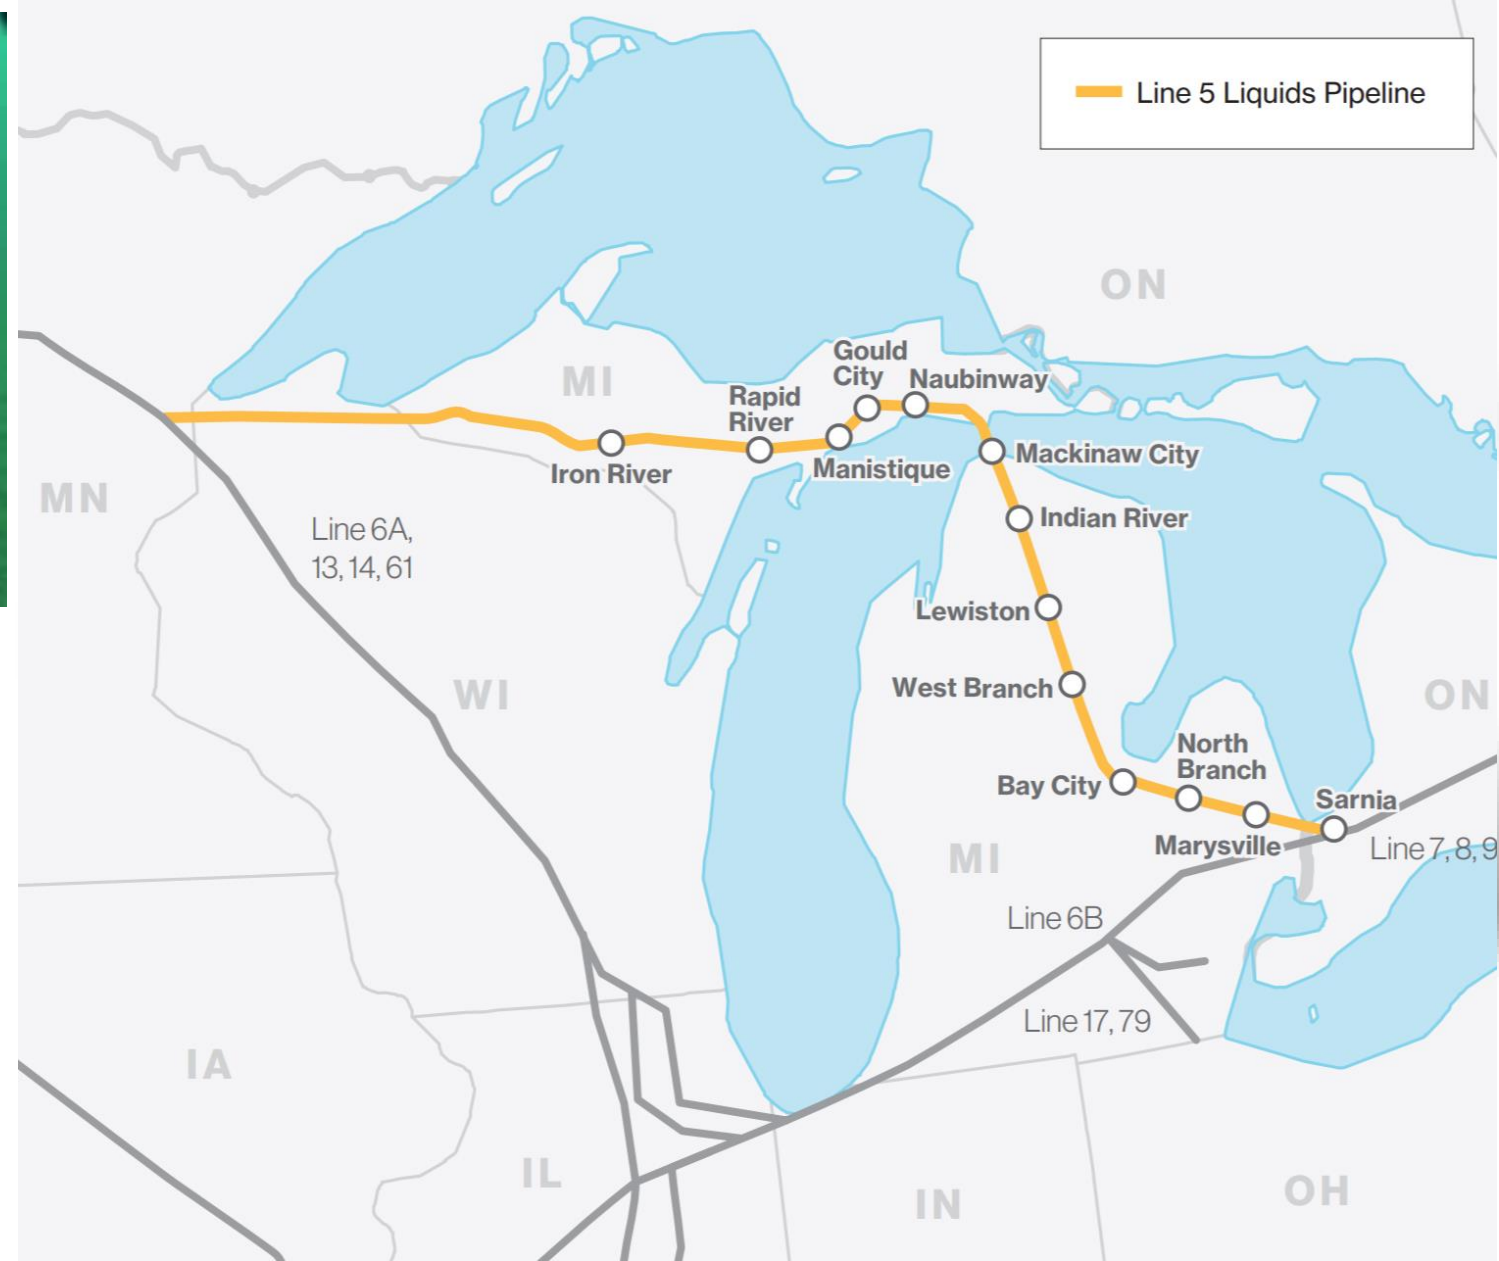 Line 5 Liquids Pipeline
ON
Gould
City
MI
Naubinway
Rapid
River
Mackinaw City
Manistique
Iron River
MN
Indian River
Line 6A,
13, 14, 61
Lewiston
WI
West Branch
ON
North
Branch
Bay City
Sarnia
Marysville
Line 7, 8, 9
MI
Line 6B
Line 17, 79
IA
IL
IN
OH